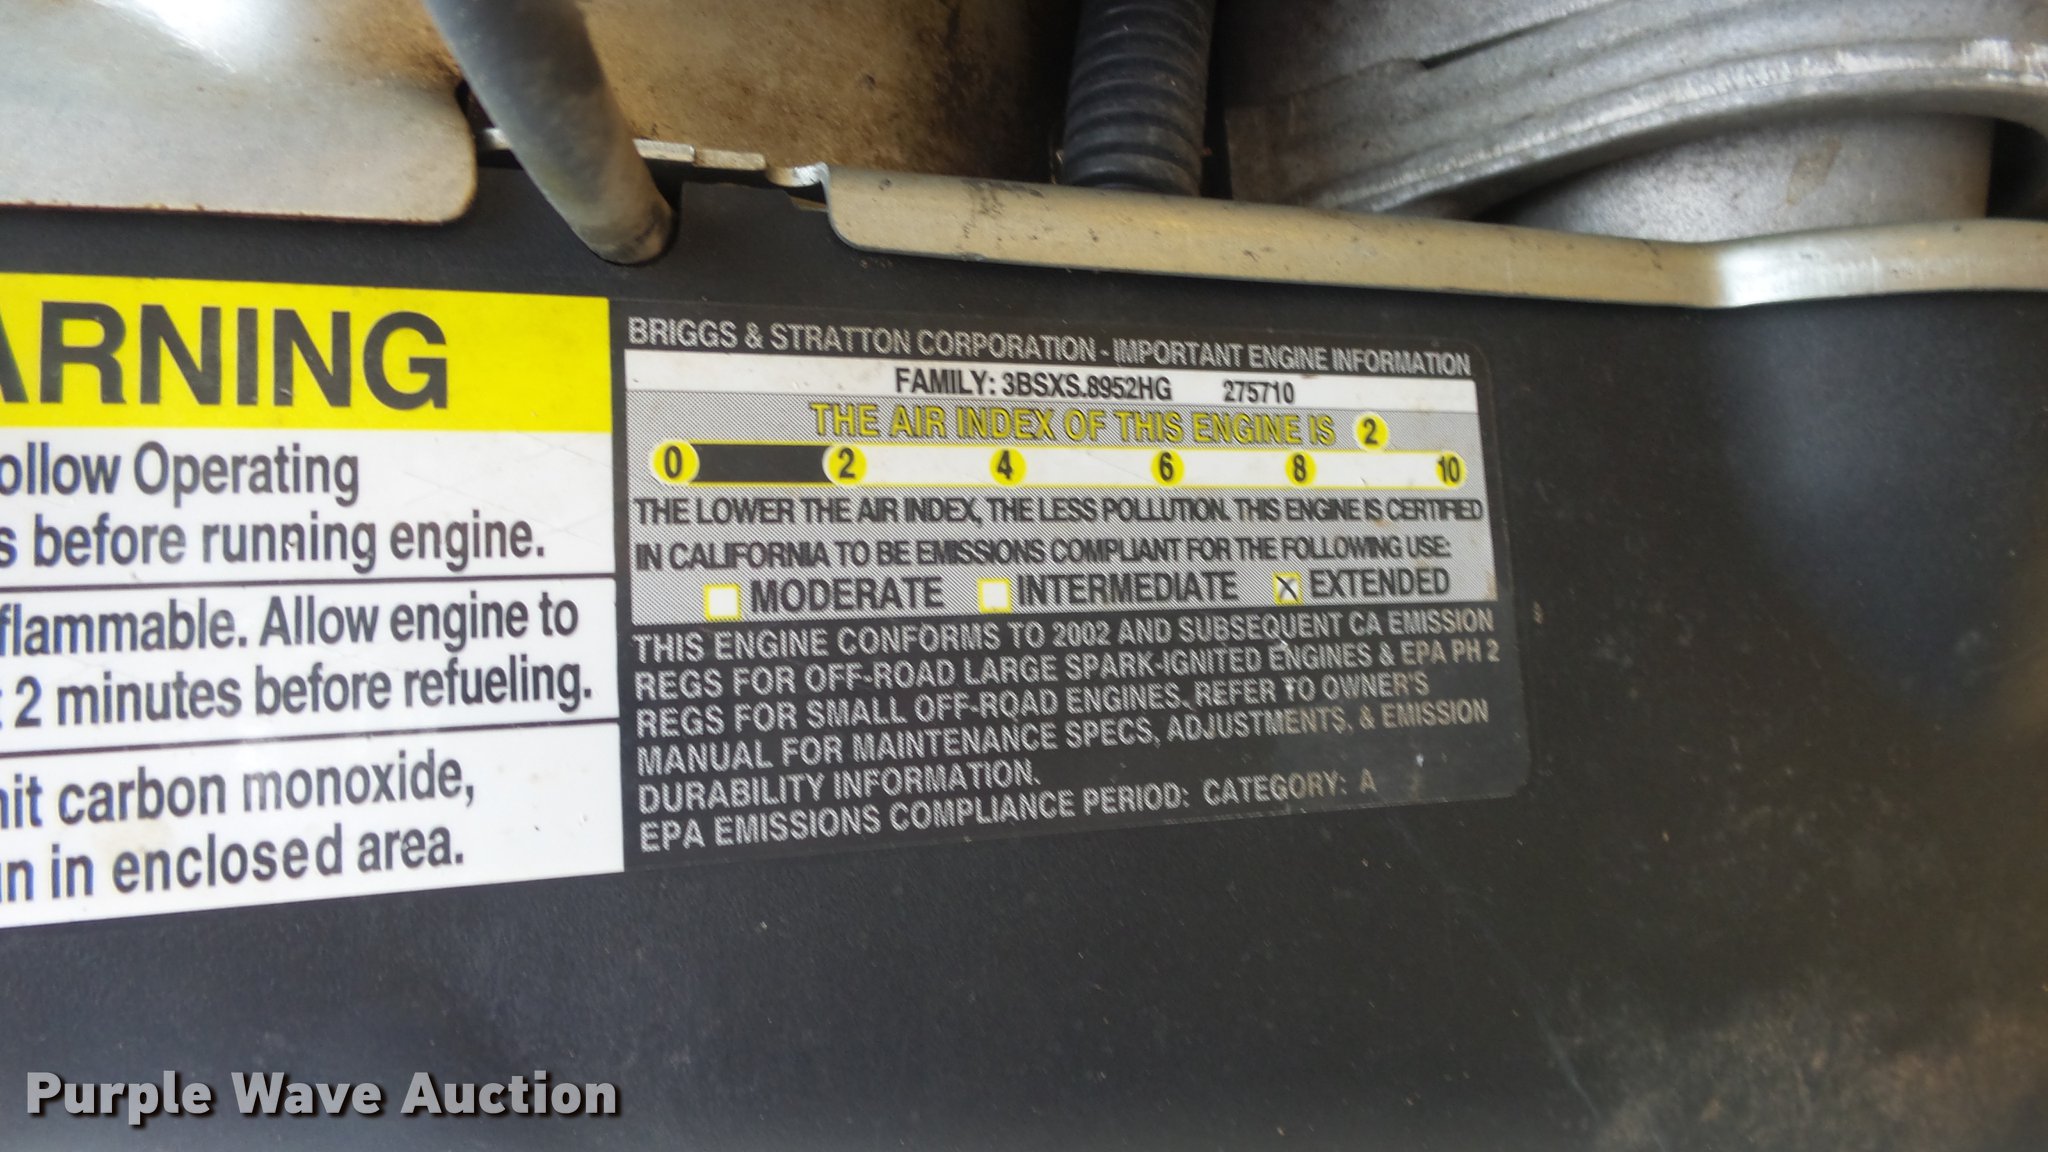 ARNING
ollow Operating
s before running engine.
flammable. Allow engine to
2 minutes before refueling.
nit carbon monoxide,
un in enclosed area.
BRIGGS & STRATTON CORPORATION - IMPORTANT ENGINE INFORMATION
FAMILY: 3BSXS.8952HG 275710
THE AIR INDEX OF THIS ENGINE IS 2
0 2 4 6 8 10
THE LOWER THE AIR INDEX, THE LESS POLLUTION. THIS ENGINE IS CERTIFIED
IN CALIFORNIA TO BE EMISSIONS COMPLIANT FOR THE FOLLOWING USE:
MODERATE INTERMEDIATE X EXTENDED
THIS ENGINE CONFORMS TO 2002 AND SUBSEQUENT CA EMISSION
REGS FOR OFF-ROAD LARGE SPARK-IGNITED ENGINES & EPA PH 2
REGS FOR SMALL OFF-ROAD ENGINES. REFER TO OWNER'S
MANUAL FOR MAINTENANCE SPECS, ADJUSTMENTS, & EMISSION
DURABILITY INFORMATION.
EPA EMISSIONS COMPLIANCE PERIOD: CATEGORY: A
Purple Wave Auction